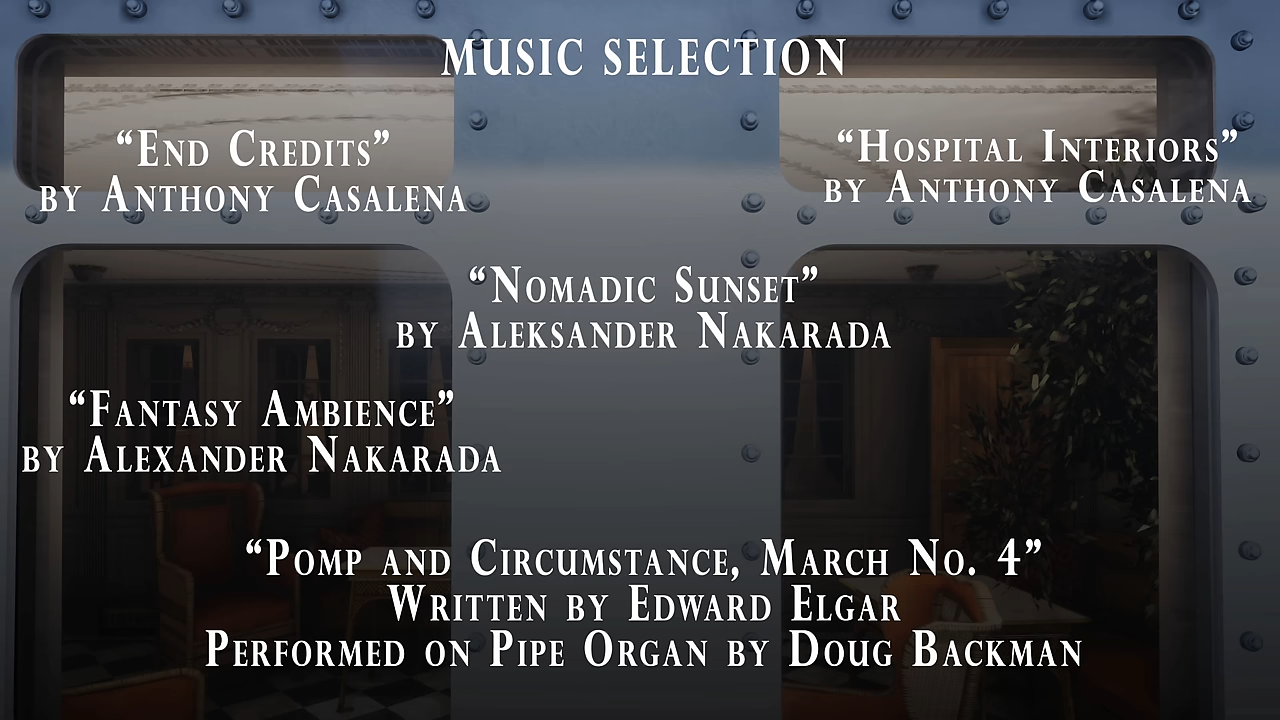 MUSIC SELECTION
“End Credits”
by Anthony Casalena
“Hospital Interiors”
by Anthony Casalena
“Nomadic Sunset”
by Aleksander Nakarada
“Fantasy Ambience”
by Alexander Nakarada
“Pomp and Circumstance, March No. 4”
Written by Edward Elgar
Performed on Pipe Organ by Doug Backman